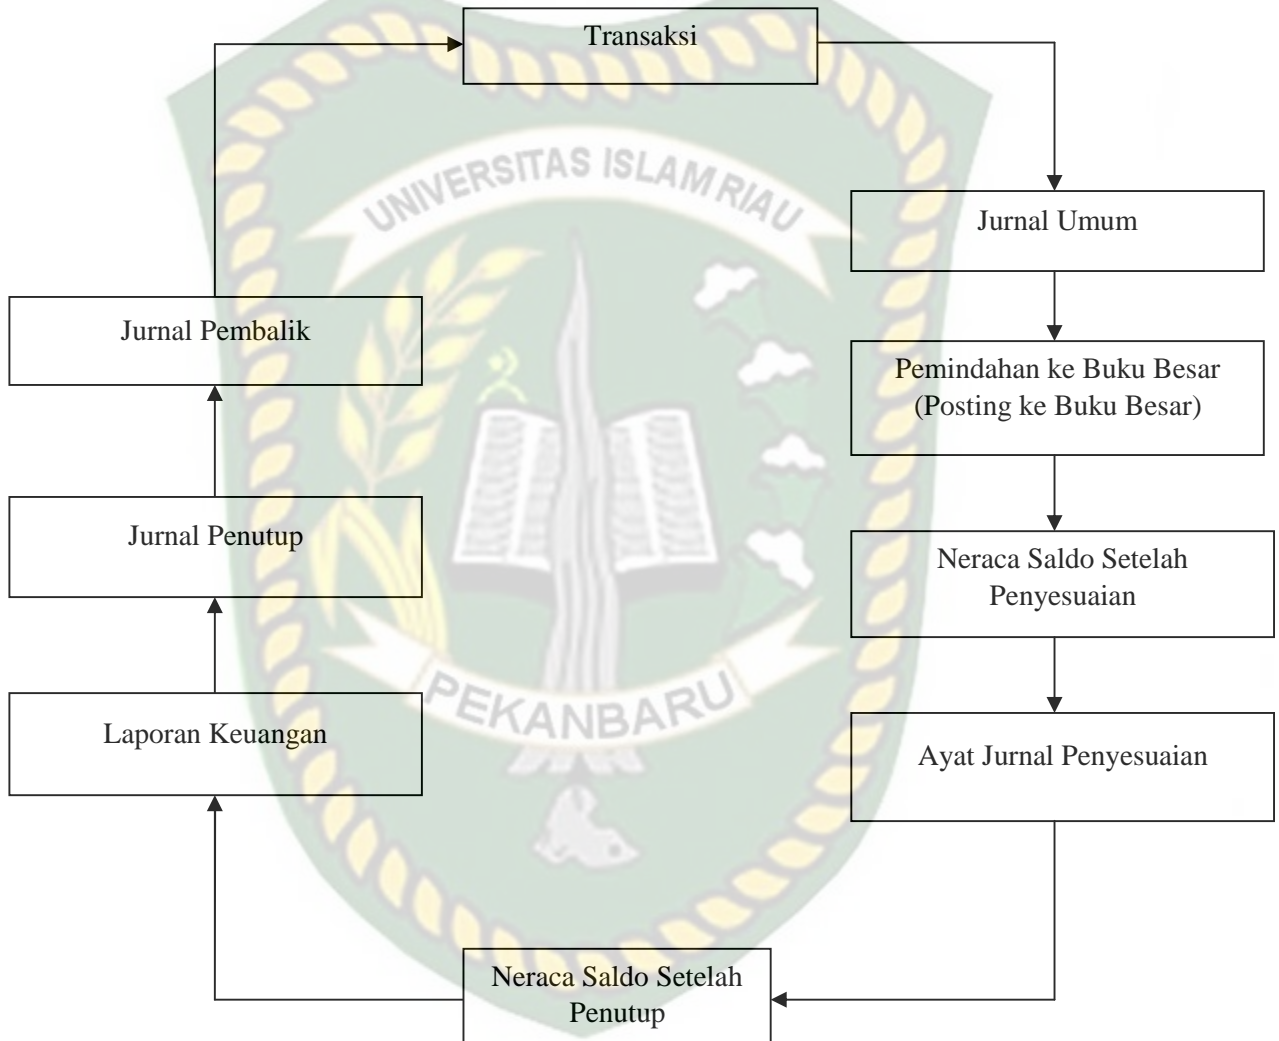 Transaksi
UNIVERSITAS ISLAM RIAU
Jurnal Umum
Jurnal Pembalik
Pemindahan ke Buku Besar
(Posting ke Buku Besar)
Jurnal Penutup
Neraca Saldo Setelah
Penyesuaian
Laporan Keuangan
PEKANBARU
Ayat Jurnal Penyesuaian
Neraca Saldo Setelah
Penutup